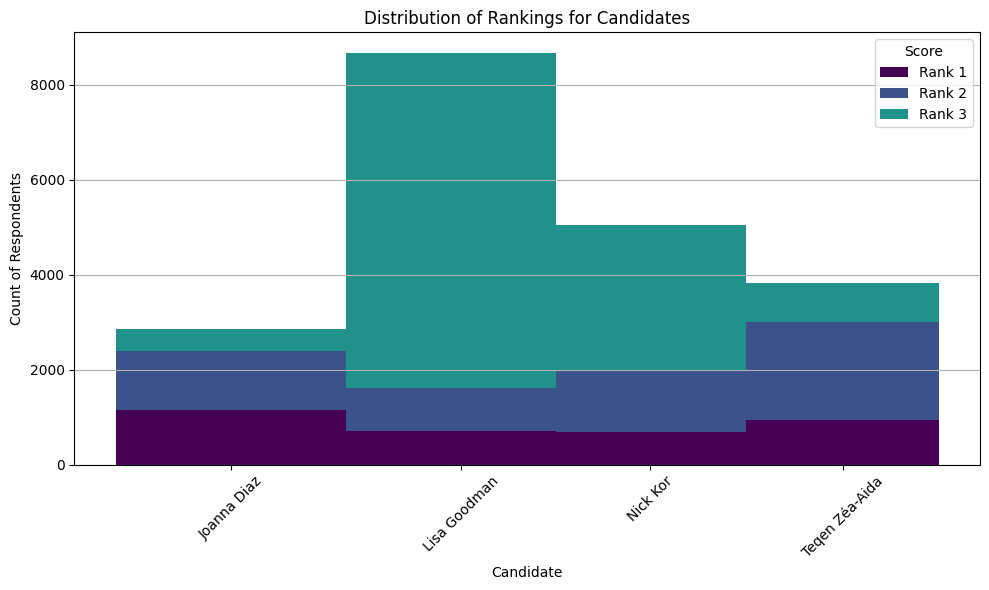 Distribution of Rankings for Candidates
Score
Rank 1
Rank 2
Rank 3
Count of Respondents
8000
6000
4000
2000
0
Joanna Diaz
Lisa Goodman
Nick Kor
Teqen Zéa-Aida
Candidate